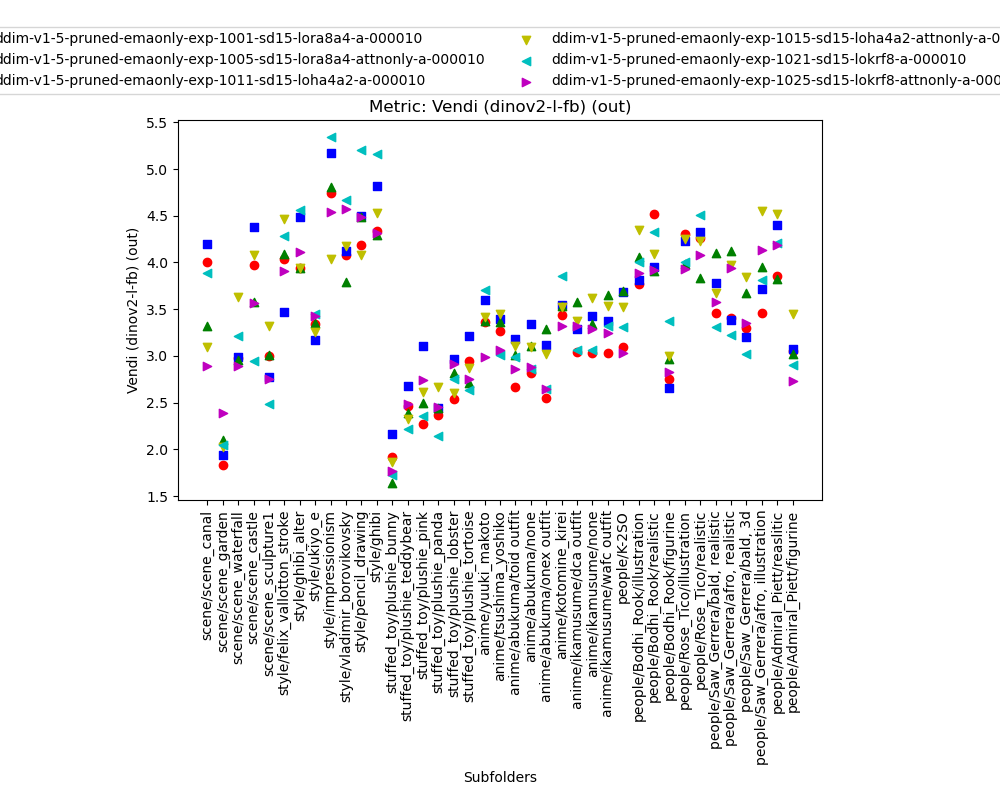 ddim-v1-5-pruned-emaonly-exp-1001-sd15-lora8a4-a-000010
ddim-v1-5-pruned-emaonly-exp-1005-sd15-lora8a4-attnonly-a-000010
ddim-v1-5-pruned-emaonly-exp-1011-sd15-loha4a2-a-000010
ddim-v1-5-pruned-emaonly-exp-1015-sd15-loha4a2-attnonly-a-0
ddim-v1-5-pruned-emaonly-exp-1021-sd15-lokrf8-a-000010
ddim-v1-5-pruned-emaonly-exp-1025-sd15-lokrf8-attnonly-a-000
Metric: Vendi (dinov2-l-fb) (out)
Vendi (dinov2-l-fb) (out)
5.5
5.0
4.5
4.0
3.5
3.0
2.5
2.0
1.5
scene/scene_canal
scene/scene_garden
scene/scene_waterfall
scene/scene_castle
scene/scene_sculpture1
style/felix_vallotton_stroke
style/ghibi_alter
style/ukiyo_e
style/impressionism
style/vladimir_borovikovsky
style/pencil_drawing
style/ghibi
stuffed_toy/plushie_bunny
stuffed_toy/plushie_teddybear
stuffed_toy/plushie_pink
stuffed_toy/plushie_panda
stuffed_toy/plushie_lobster
stuffed_toy/plushie_tortoise
anime/yuuki_makoto
anime/tsushima_yoshiko
anime/abukuma/toid outfit
anime/abukuma/none
anime/abukuma/onex outfit
anime/kotomine_kirei
anime/ikamusume/dca outfit
anime/ikamusume/none
anime/ikamusume/wafc outfit
people/K-2SO
people/Bodhi_Rook/illustration
people/Bodhi_Rook/realistic
people/Bodhi_Rook/figurine
people/Rose_Tico/illustration
people/Rose_Tico/realistic
people/Saw_Gerrera/bald, realistic
people/Saw_Gerrera/afro, realistic
people/Saw_Gerrera/bald, 3d
people/Saw_Gerrera/afro, illustration
people/Admiral_Piett/reaslitic
people/Admiral_Piett/figurine
Subfolders